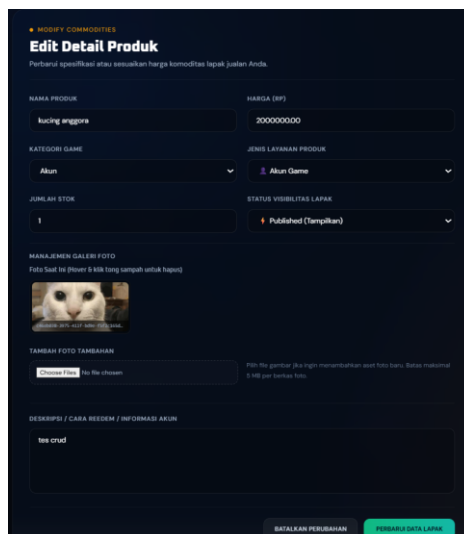 MODIFY COMMODITIES
Edit Detail Produk
Perbarui spesifikasi atau sesuaikan harga komoditas lapak jualan Anda.
NAMA PRODUK
HARGA (RP)
kucing anggora
2000000.00
KATEGORI GAME
JENIS LAYANAN PRODUK
Akun
Akun Game
JUMLAH STOK
STATUS VISIBILITAS LAPAK
1
Published (Tampilkan)
MANAJEMEN GALERI FOTO
Foto Saat Ini (Hover & klik tong sampah untuk hapus)
TAMBAH FOTO TAMBAHAN
Choose Files No file chosen
Pilih file gambar jika ingin menambahkan aset foto baru. Batas maksimal
5 MB per berkas foto.
DESKRIPSI / CARA REEDEM / INFORMASI AKUN
tes crud
BATALKAN PERUBAHAN
PERBARUI DATA LAPAK